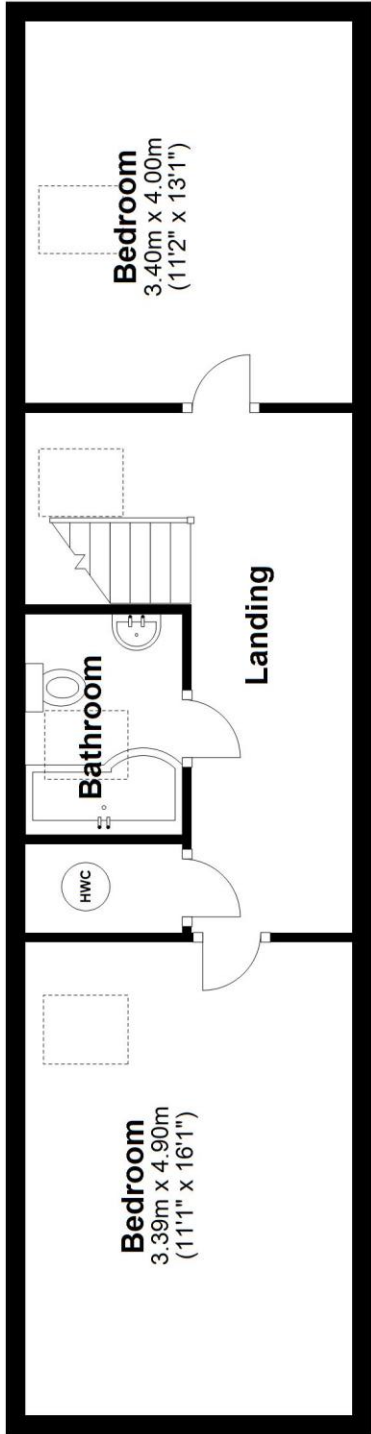 Bedroom
3.39m x 4.90m
(11'1" x 16'1")
HWC
Bathroom
Landing
Bedroom
3.40m x 4.00m
(11'2" x 13'1")